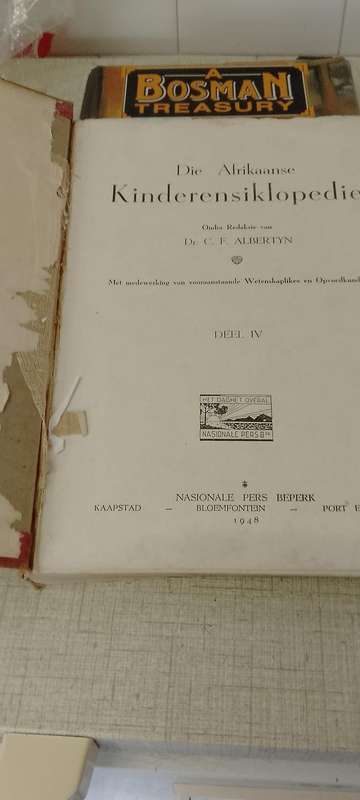 A
BOSMAN
TREASURY
Die Afrikaanse
Kinderensiklopedie
Onder Redaksie van
Dr. C. F. ALBERTYN
Met medewerking van vooraanstaande Wetenskaplikes en Opvoedkund
DEEL IV
HET DAGHET OVERAL
NASIONALE PERS BPK
NASIONALE PERS BEPERK
KAAPSTAD — BLOEMFONTEIN — PORT E
1948